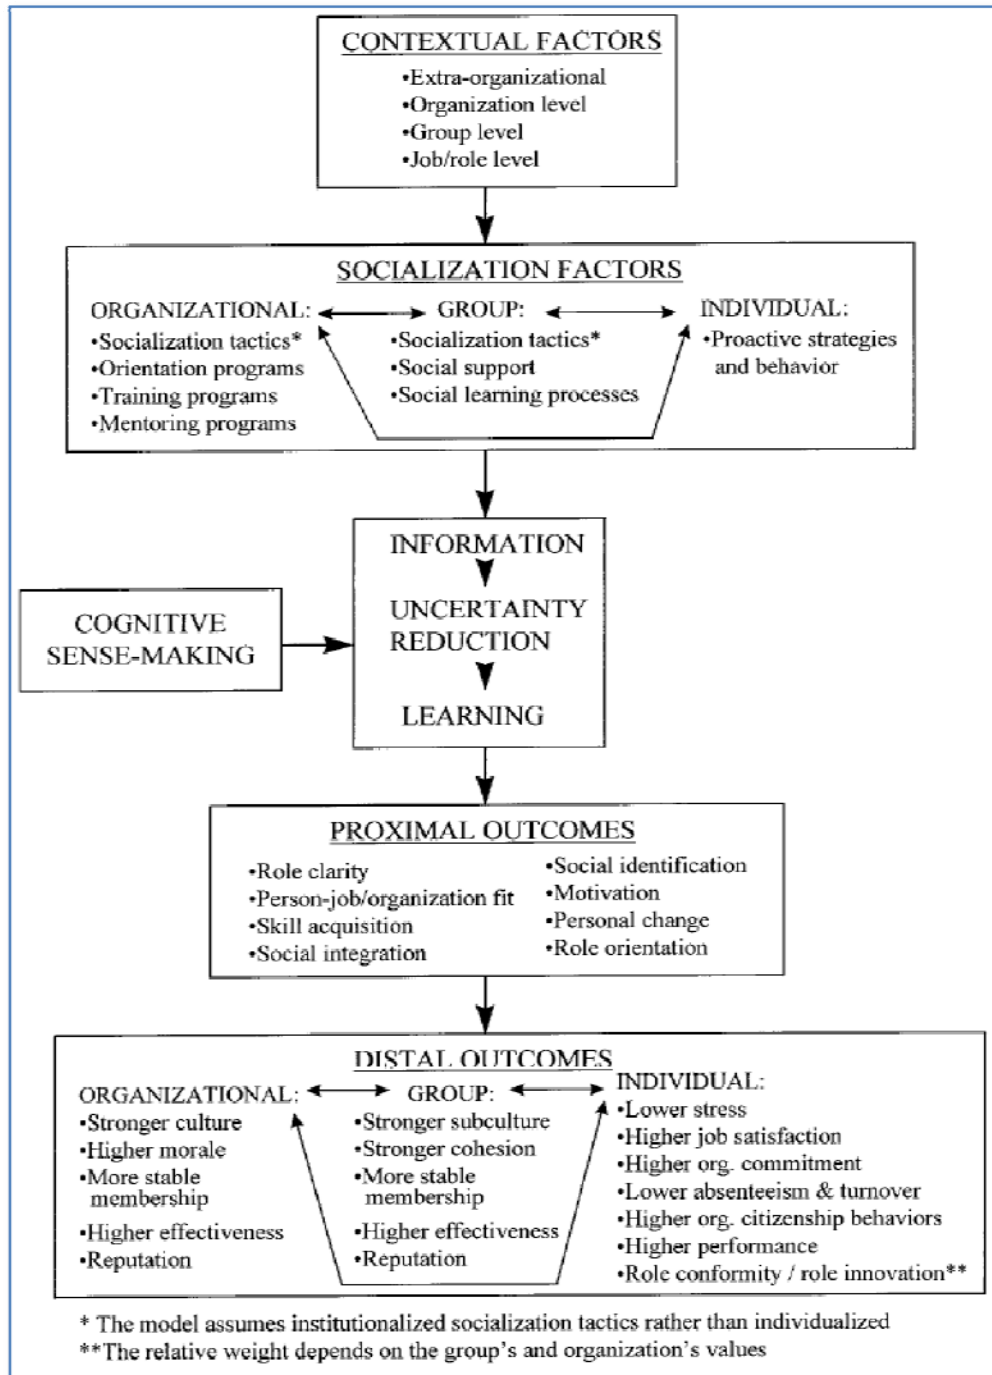 CONTEXTUAL FACTORS
•Extra-organizational
•Organization level
•Group level
•Job/role level
SOCIALIZATION FACTORS
ORGANIZATIONAL:
•Socialization tactics*
•Orientation programs
•Training programs
•Mentoring programs
GROUP:
•Socialization tactics*
•Social support
•Social learning processes
INDIVIDUAL:
•Proactive strategies
and behavior
INFORMATION
UNCERTAINTY
REDUCTION
LEARNING
COGNITIVE
SENSE-MAKING
PROXIMAL OUTCOMES
•Role clarity
•Person-job/organization fit
•Skill acquisition
•Social integration
•Social identification
•Motivation
•Personal change
•Role orientation
DISTAL OUTCOMES
ORGANIZATIONAL:
•Stronger culture
•Higher morale
•More stable
membership
•Higher effectiveness
•Reputation
GROUP:
•Stronger subculture
•Stronger cohesion
•More stable
membership
•Higher effectiveness
•Reputation
INDIVIDUAL:
•Lower stress
•Higher job satisfaction
•Higher org. commitment
•Lower absenteeism & turnover
•Higher org. citizenship behaviors
•Higher performance
•Role conformity / role innovation**
* The model assumes institutionalized socialization tactics rather than individualized
**The relative weight depends on the group's and organization's values